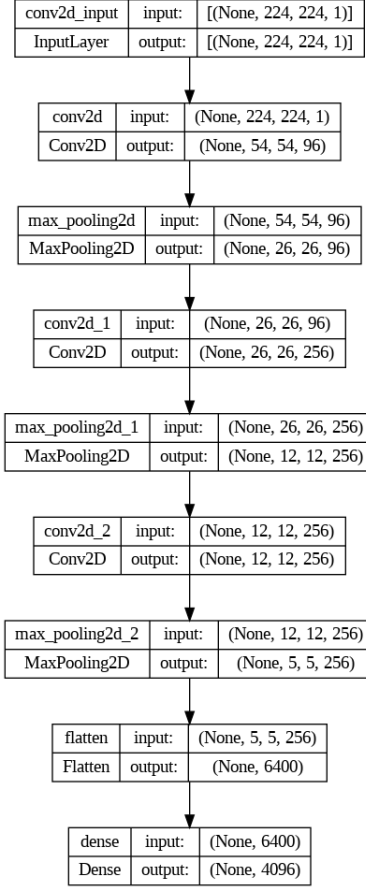 conv2d_input input: [(None, 224, 224, 1)]
InputLayer output: [(None, 224, 224, 1)]
conv2d input: (None, 224, 224, 1)
Conv2D output: (None, 54, 54, 96)
max_pooling2d input: (None, 54, 54, 96)
MaxPooling2D output: (None, 26, 26, 96)
conv2d_1 input: (None, 26, 26, 96)
Conv2D output: (None, 26, 26, 256)
max_pooling2d_1 input: (None, 26, 26, 256)
MaxPooling2D output: (None, 12, 12, 256)
conv2d_2 input: (None, 12, 12, 256)
Conv2D output: (None, 12, 12, 256)
max_pooling2d_2 input: (None, 12, 12, 256)
MaxPooling2D output: (None, 5, 5, 256)
flatten input: (None, 5, 5, 256)
Flatten output: (None, 6400)
dense input: (None, 6400)
Dense output: (None, 4096)